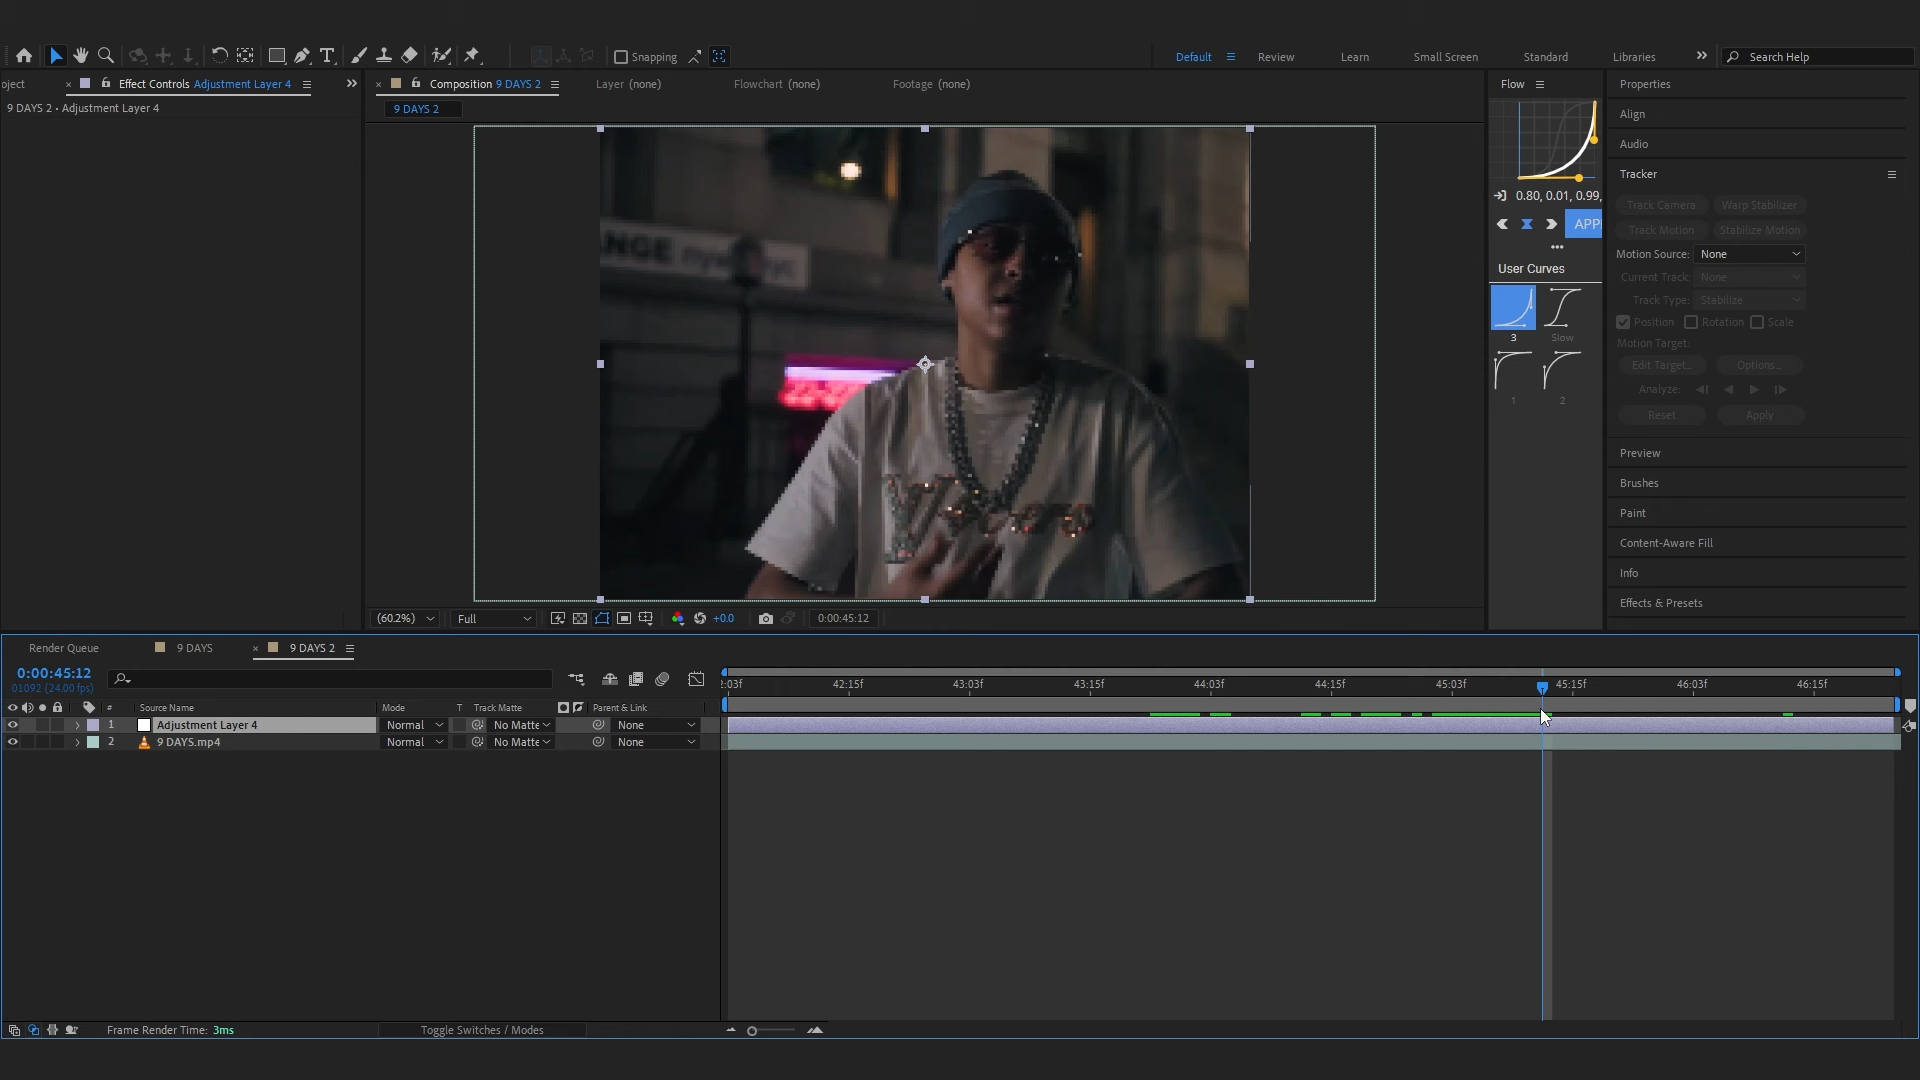 Snapping
Default
Review
Learn
Small Screen
Standard
Libraries
Search Help
oject
Effect Controls Adjustment Layer 4
Composition 9 DAYS 2
Layer (none)
Flowchart (none)
Footage (none)
Flow
Properties
9 DAYS 2 • Adjustment Layer 4
9 DAYS 2
Align
Audio
Tracker
0.80, 0.01, 0.99,
Track Camera
Warp Stabilizer
APPL
Track Motion
Stabilize Motion
Motion Source: None
User Curves
Current Track: None
Track Type: Stabilize
Position
Rotation
Scale
3
Slow
Motion Target:
Edit Target...
Options...
Analyze:
1
2
Reset
Apply
Preview
Brushes
Paint
Content-Aware Fill
Info
Effects & Presets
NGE
(60.2%)
Full
+0.0
0:00:45:12
Render Queue
9 DAYS
9 DAYS 2
0:00:45:12
01092 (24.00 fps)
2:03f
42:15f
43:03f
43:15f
44:03f
44:15f
45:03f
45:15f
46:03f
46:15f
#
Source Name
Mode
T
Track Matte
Parent & Link
1
Adjustment Layer 4
Normal
No Matte
None
2
9 DAYS.mp4
Normal
No Matte
None
Frame Render Time: 3ms
Toggle Switches / Modes